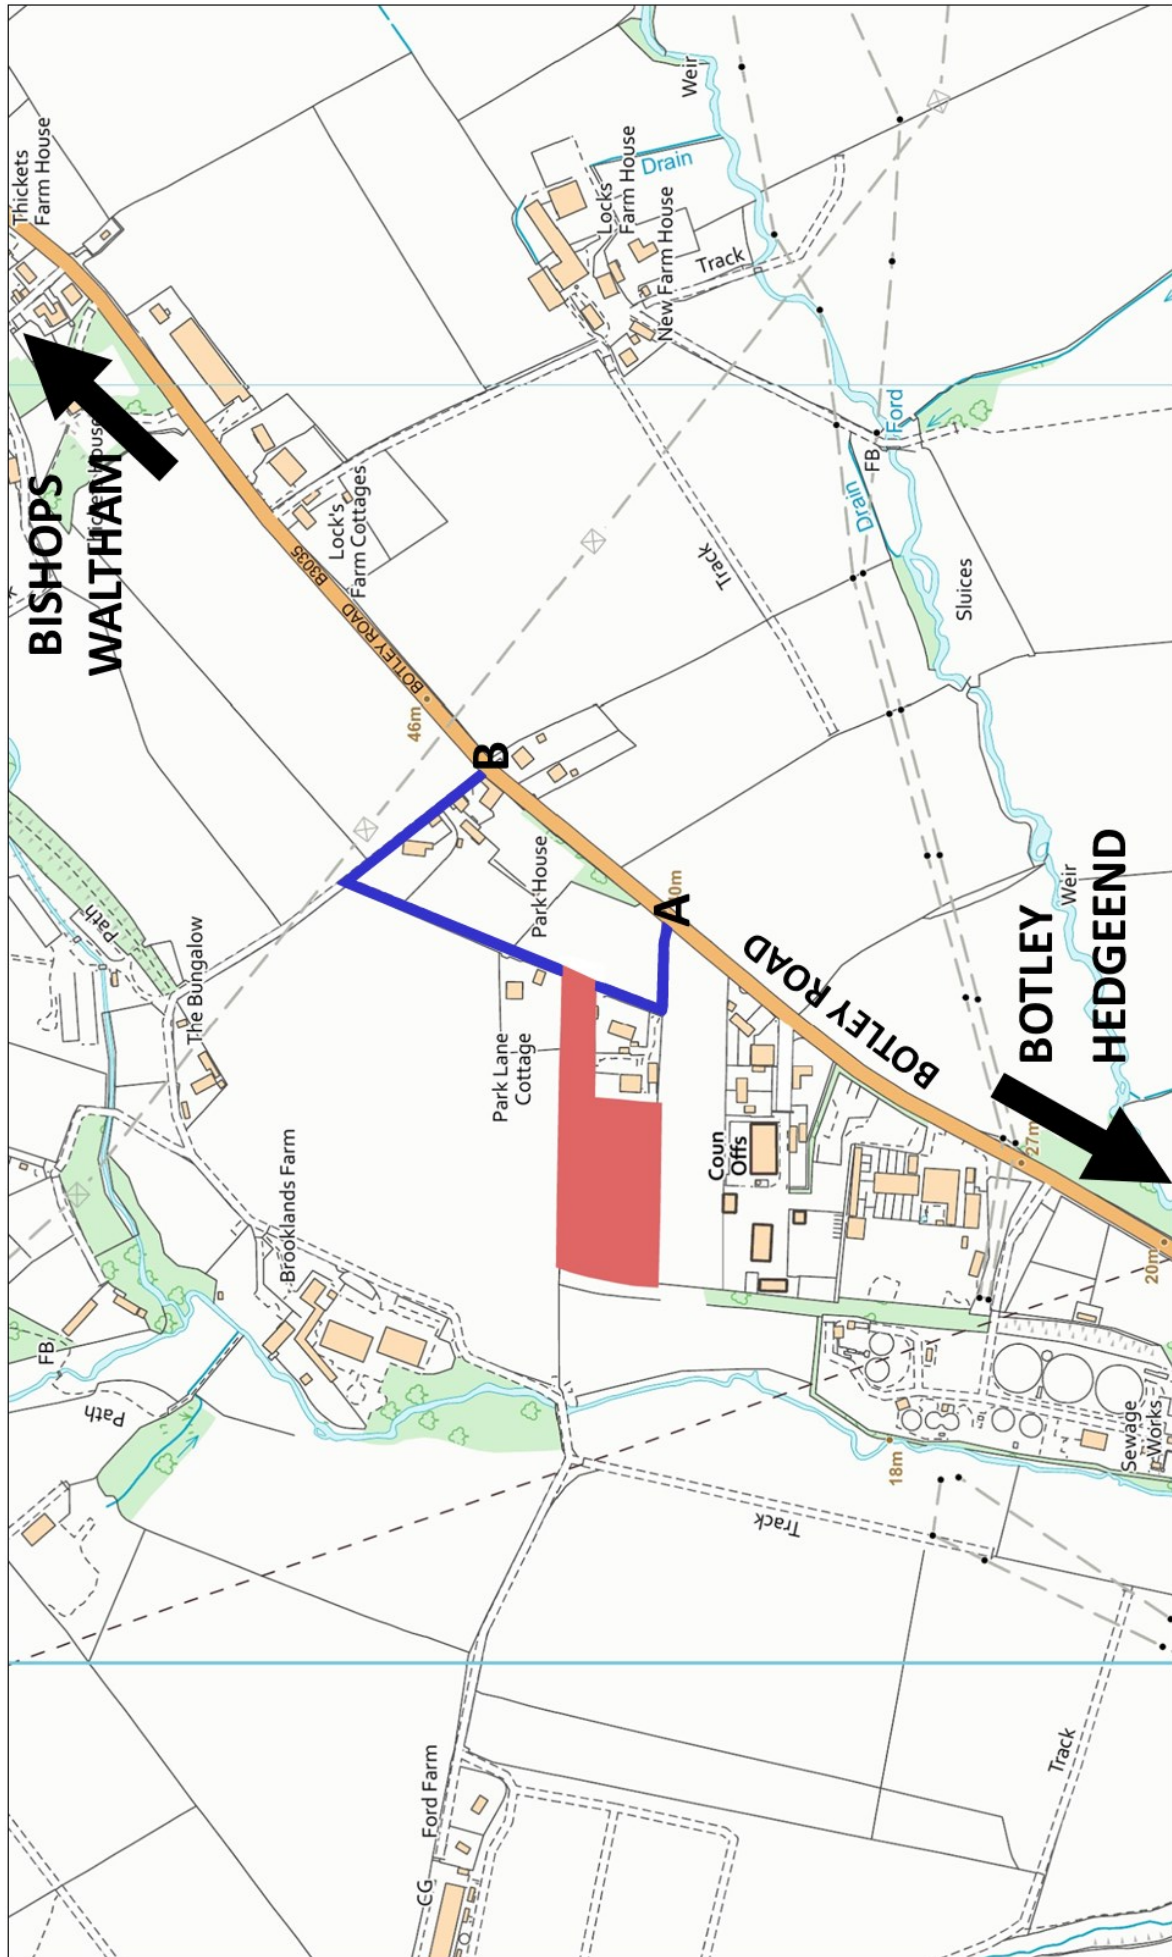 Thickets
Farm House
BISHOPS
WALTHAM
B3035
BOTLEY ROAD
Lock's
Farm Cottages
46m
B
Weir
Drain
Locks
Farm House
New Farm House
Track
Track
Ford
FB
Drain
Sluices
Path
The Bungalow
Park House
A
BOTLEY ROAD
Weir
BOTLEY
HEDGEEND
Park Lane
Cottage
Coun
Offs
27m
20m
Brooklands Farm
FB
Path
Sewage
Works
18m
Track
Track
Ford Farm
CG